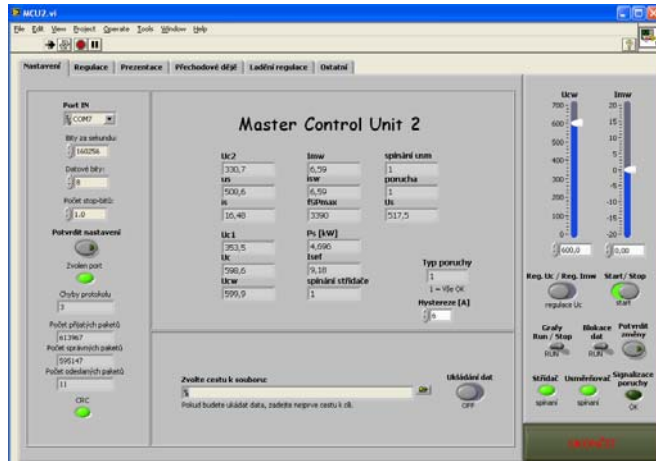 MCU2.vi
File Edit View Project Operate Tools Window Help
Nastavení Regulace Prezentace Přechodové děje Ladění regulace Ostatní
Port IN
COM7
Bity za sekundu:
160256
Datové bity:
8
Počet stop-bitů:
1.0
Potvrdit nastavení
Zvolen port
Chyby protokolu
3
Počet přijatých paketů
613967
Počet správných paketů
595147
Počet odeslaných paketů
11
CRC
Master Control Unit 2
Uc2 Imw spínání usm
330,7 6,59 1
us isw porucha
500,6 6,59 1
is fSPmax Us
16,48 3390 517,5
Uc1 Ps [kW]
353,5 4,696
Uc Isef
598,6 9,18
Ucw spínání střídače
599,9 1
Typ poruchy
1
1 = Vše OK
Hystereze [A]
6
Zvolte cestu k souboru:
Pokud budete ukládat data, zadejte nejprve cestu k cíli.
Ukládání dat
OFF
Ucw Imw
700 20
600 15
500 10
400 5
300 0
200 -5
-10
100 -15
0 -20
600,0 0,00
Reg. Uc / Reg. Imw Start/ Stop
regulace Uc start
Grafy Run / Stop Blokace dat Potvrdit změny
RUN RUN
Střídač Usměrňovač Signalizace poruchy
spínání spínání OK